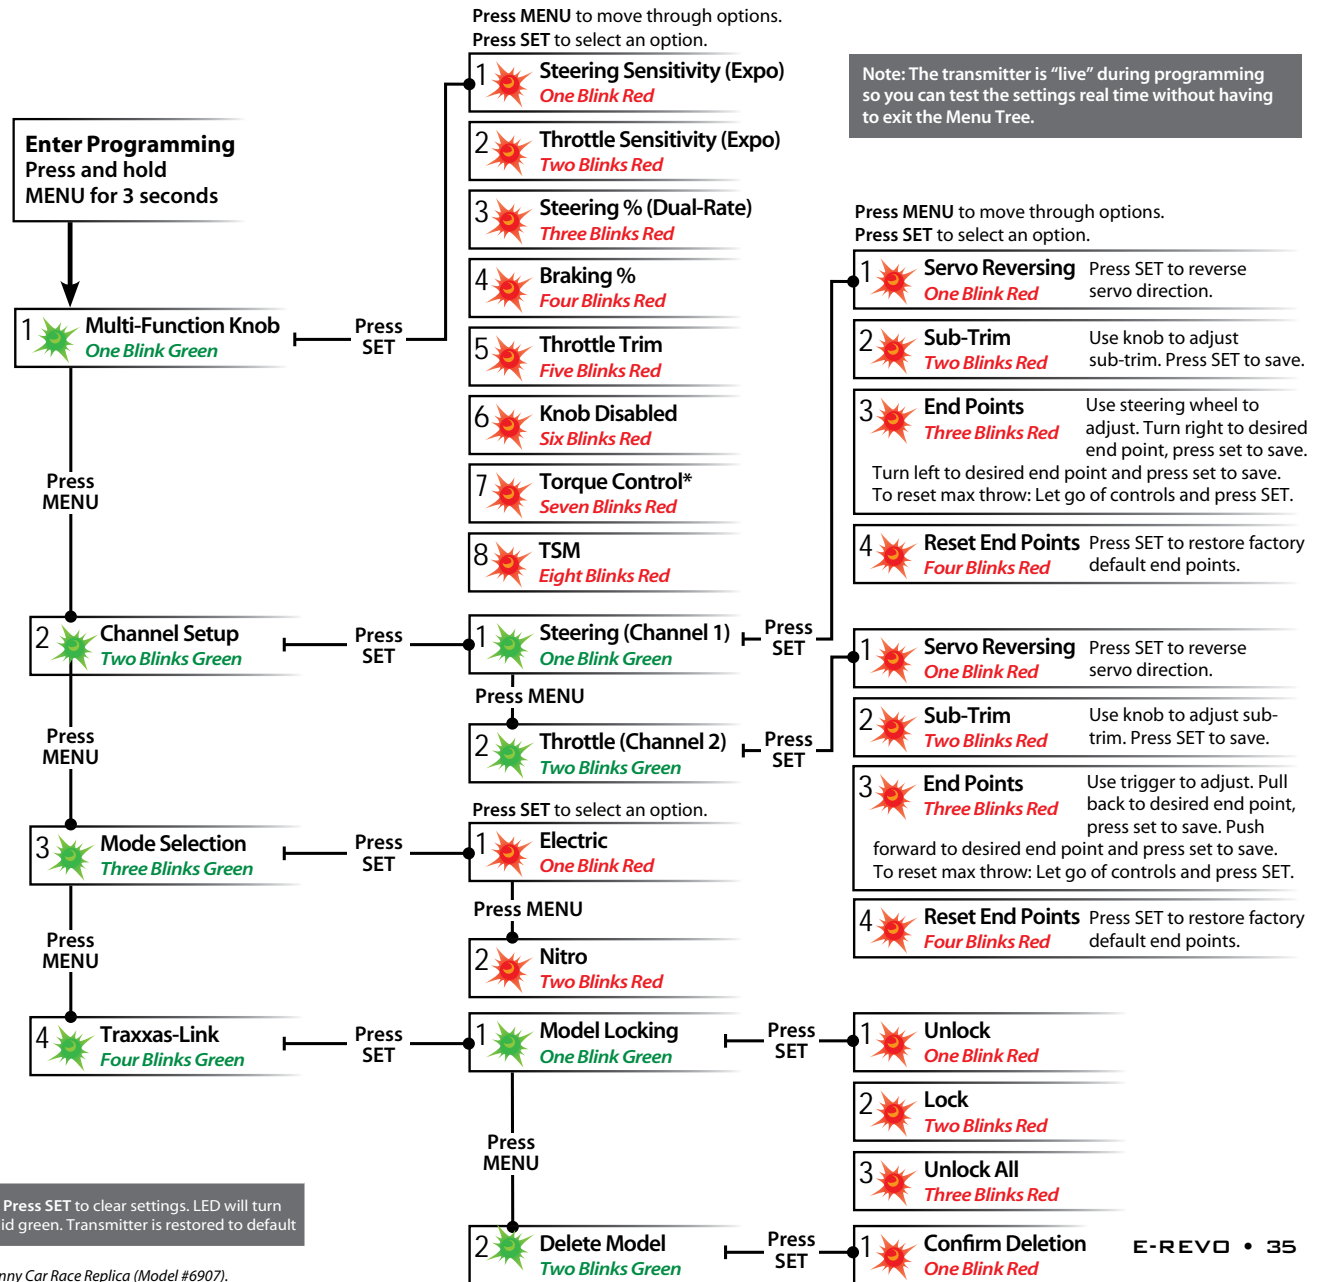 Press MENU to move through options.
Press SET to select an option.
1 Steering Sensitivity (Expo)
One Blink Red
Note: The transmitter is “live” during programming
so you can test the settings real time without having
to exit the Menu Tree.
Enter Programming
Press and hold
MENU for 3 seconds
2 Throttle Sensitivity (Expo)
Two Blinks Red
3 Steering % (Dual-Rate)
Three Blinks Red
4 Braking %
Four Blinks Red
1 Multi-Function Knob
One Blink Green
Press
SET
5 Throttle Trim
Five Blinks Red
6 Knob Disabled
Six Blinks Red
7 Torque Control*
Seven Blinks Red
8 TSM
Eight Blinks Red
Press MENU to move through options.
Press SET to select an option.
1 Servo Reversing Press SET to reverse
One Blink Red servo direction.
2 Sub-Trim Use knob to adjust
Two Blinks Red sub-trim. Press SET to save.
3 End Points Use steering wheel to
Three Blinks Red adjust. Turn right to desired
end point, press set to save.
Turn left to desired end point and press set to save.
To reset max throw: Let go of controls and press SET.
4 Reset End Points Press SET to restore factory
Four Blinks Red default end points.
Press
MENU
2 Channel Setup
Two Blinks Green
Press
SET
1 Steering (Channel 1)
One Blink Green
Press
SET
Press MENU
2 Throttle (Channel 2)
Two Blinks Green
Press
SET
1 Servo Reversing Press SET to reverse
One Blink Red servo direction.
2 Sub-Trim Use knob to adjust sub-
Two Blinks Red trim. Press SET to save.
3 End Points Use trigger to adjust. Pull
Three Blinks Red back to desired end point,
press set to save. Push
forward to desired end point and press set to save.
To reset max throw: Let go of controls and press SET.
4 Reset End Points Press SET to restore factory
Four Blinks Red default end points.
Press
MENU
Press SET to select an option.
3 Mode Selection
Three Blinks Green
Press
SET
1 Electric
One Blink Red
Press MENU
2 Nitro
Two Blinks Red
Press
MENU
4 Traxxas-Link
Four Blinks Green
Press
SET
1 Model Locking
One Blink Green
Press
SET
1 Unlock
One Blink Red
2 Lock
Two Blinks Red
3 Unlock All
Three Blinks Red
Press
MENU
2 Delete Model
Two Blinks Green
Press
SET
1 Confirm Deletion
One Blink Red
Press SET to clear settings. LED will turn
id green. Transmitter is restored to default
nny Car Race Replica (Model #6907).
E-REVO • 35